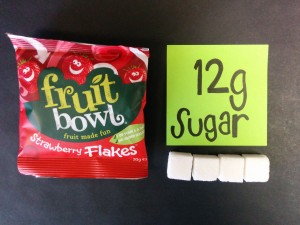 fruit
bowl
fruit made fun
Strawberry Flakes
12g
Sugar